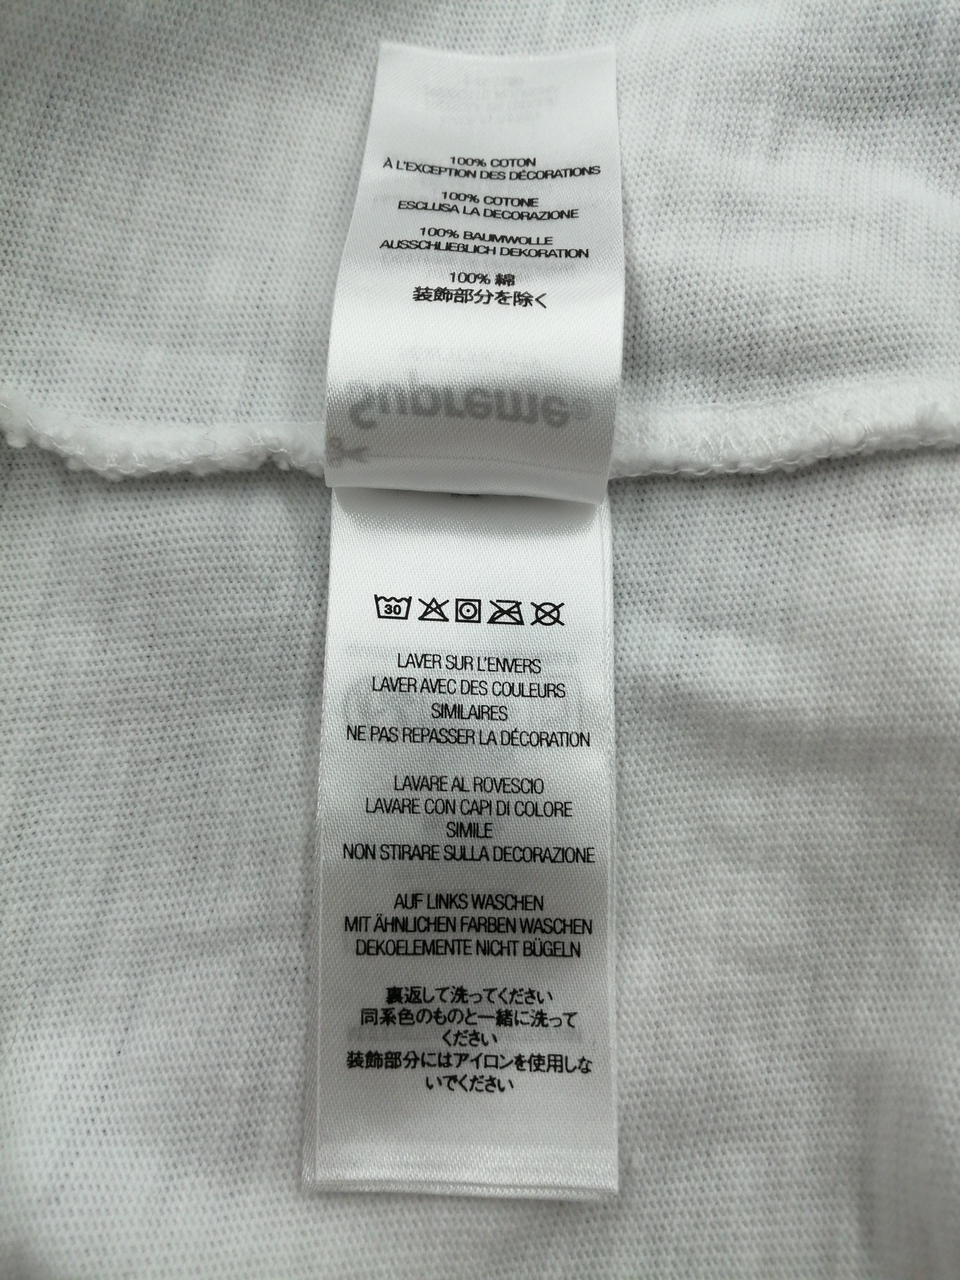 100% COTON
À L'EXCEPTION DES DÉCORATIONS
100% COTONE
ESCLUSA LA DECORAZIONE
100% BAUMWOLLE
AUSSCHLIEBLICH DEKORATION
100% 綿
装飾部分を除く
Supreme®
30
LAVER SUR L'ENVERS
LAVER AVEC DES COULEURS
SIMILAIRES
NE PAS REPASSER LA DÉCORATION
LAVARE AL ROVESCIO
LAVARE CON CAPI DI COLORE
SIMILE
NON STIRARE SULLA DECORAZIONE
AUF LINKS WASCHEN
MIT ÄHNLICHEN FARBEN WASCHEN
DEKOELEMENTE NICHT BÜGELN
裏返して洗ってください
同系色のものと一緒に洗って
ください
装飾部分にはアイロンを使用しな
いでください